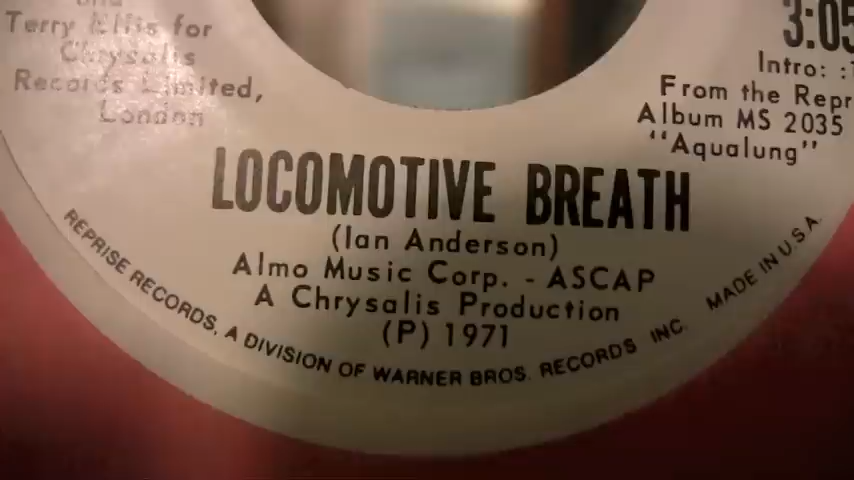 Terry Ellis for
Chrysalis
Records Limited,
London
3:05
Intro:
From the Repr
Album MS 2035
"Aqualung"
LOCOMOTIVE BREATH
(Ian Anderson)
Almo Music Corp. - ASCAP
A Chrysalis Production
(P) 1971
REPRISE RECORDS, A DIVISION OF WARNER BROS. RECORDS INC. MADE IN U.S.A.